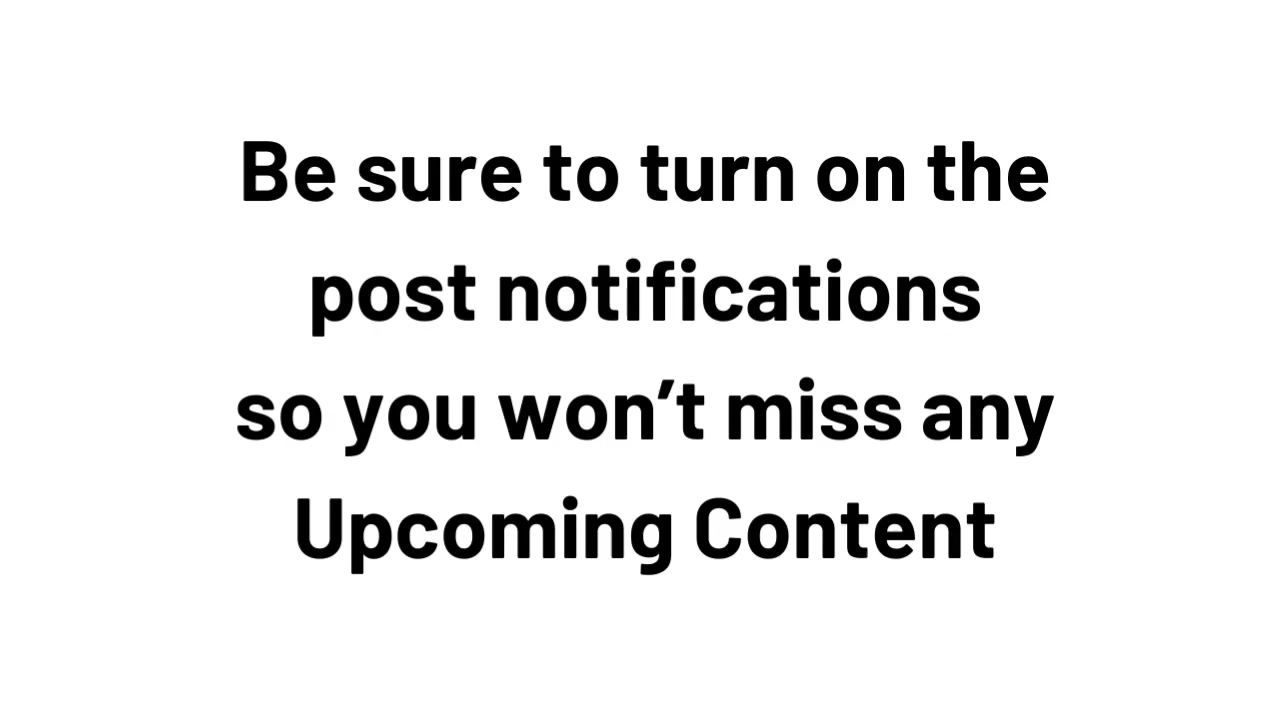 Be sure to turn on the
post notifications
so you won’t miss any
Upcoming Content